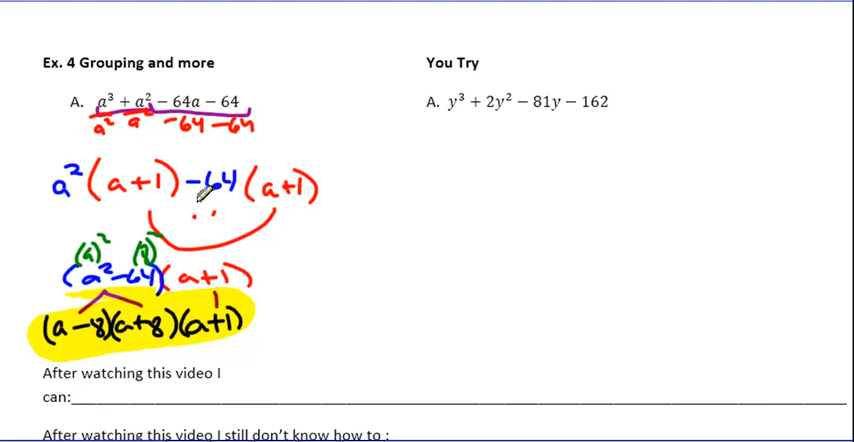 Ex. 4 Grouping and more
You Try
A. a³ + a² − 64a − 64
A. y³ + 2y² − 81y − 162
a² a² -64 -64
a²(a+1)-64(a+1)
(a)² (8)²
(a²-64)(a+1)
(a-8)(a+8)(a+1)
After watching this video I
can:
After watching this video I still don't know how to :